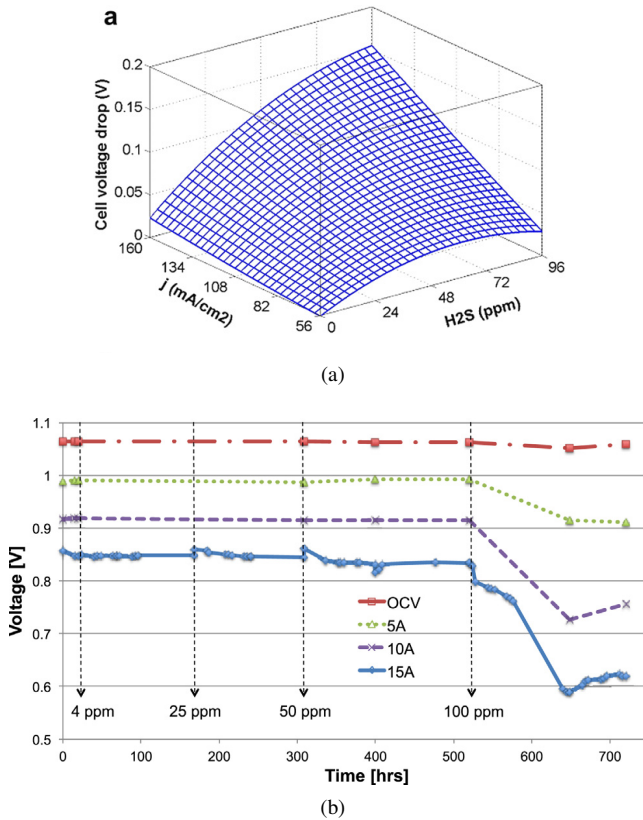 a
Cell voltage drop (V)
0.2
0.15
0.1
0.05
0
160
134
108
82
56
j (mA/cm2)
0
24
48
72
96
H2S (ppm)
(a)
Voltage [V]
1.1
1
0.9
0.8
0.7
0.6
0.5
OCV
5A
10A
15A
4 ppm
25 ppm
50 ppm
100 ppm
0
100
200
300
400
500
600
700
Time [hrs]
(b)